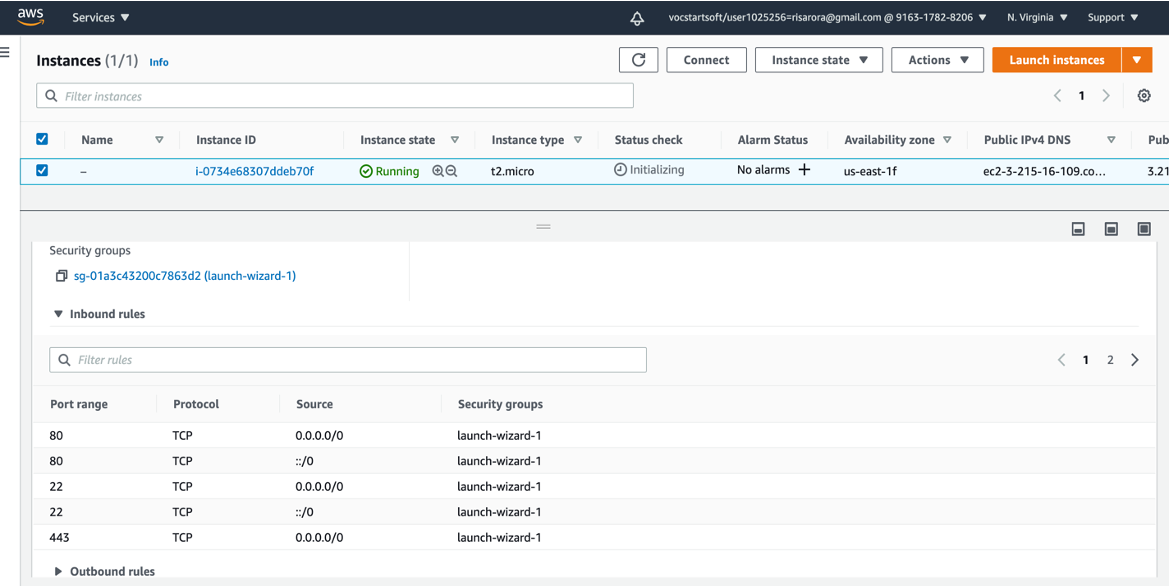 aws Services vocstartsoft/user1025256=risarora@gmail.com @ 9163-1782-8206 N. Virginia Support
Instances (1/1) Info Connect Instance state Actions Launch instances
Filter instances 1
Name Instance ID Instance state Instance type Status check Alarm Status Availability zone Public IPv4 DNS Pub
– i-0734e68307ddeb70f Running t2.micro Initializing No alarms + us-east-1f ec2-3-215-16-109.co... 3.21
Security groups
sg-01a3c43200c7863d2 (launch-wizard-1)
Inbound rules
Filter rules 1 2
Port range Protocol Source Security groups
80 TCP 0.0.0.0/0 launch-wizard-1
80 TCP ::/0 launch-wizard-1
22 TCP 0.0.0.0/0 launch-wizard-1
22 TCP ::/0 launch-wizard-1
443 TCP 0.0.0.0/0 launch-wizard-1
Outbound rules